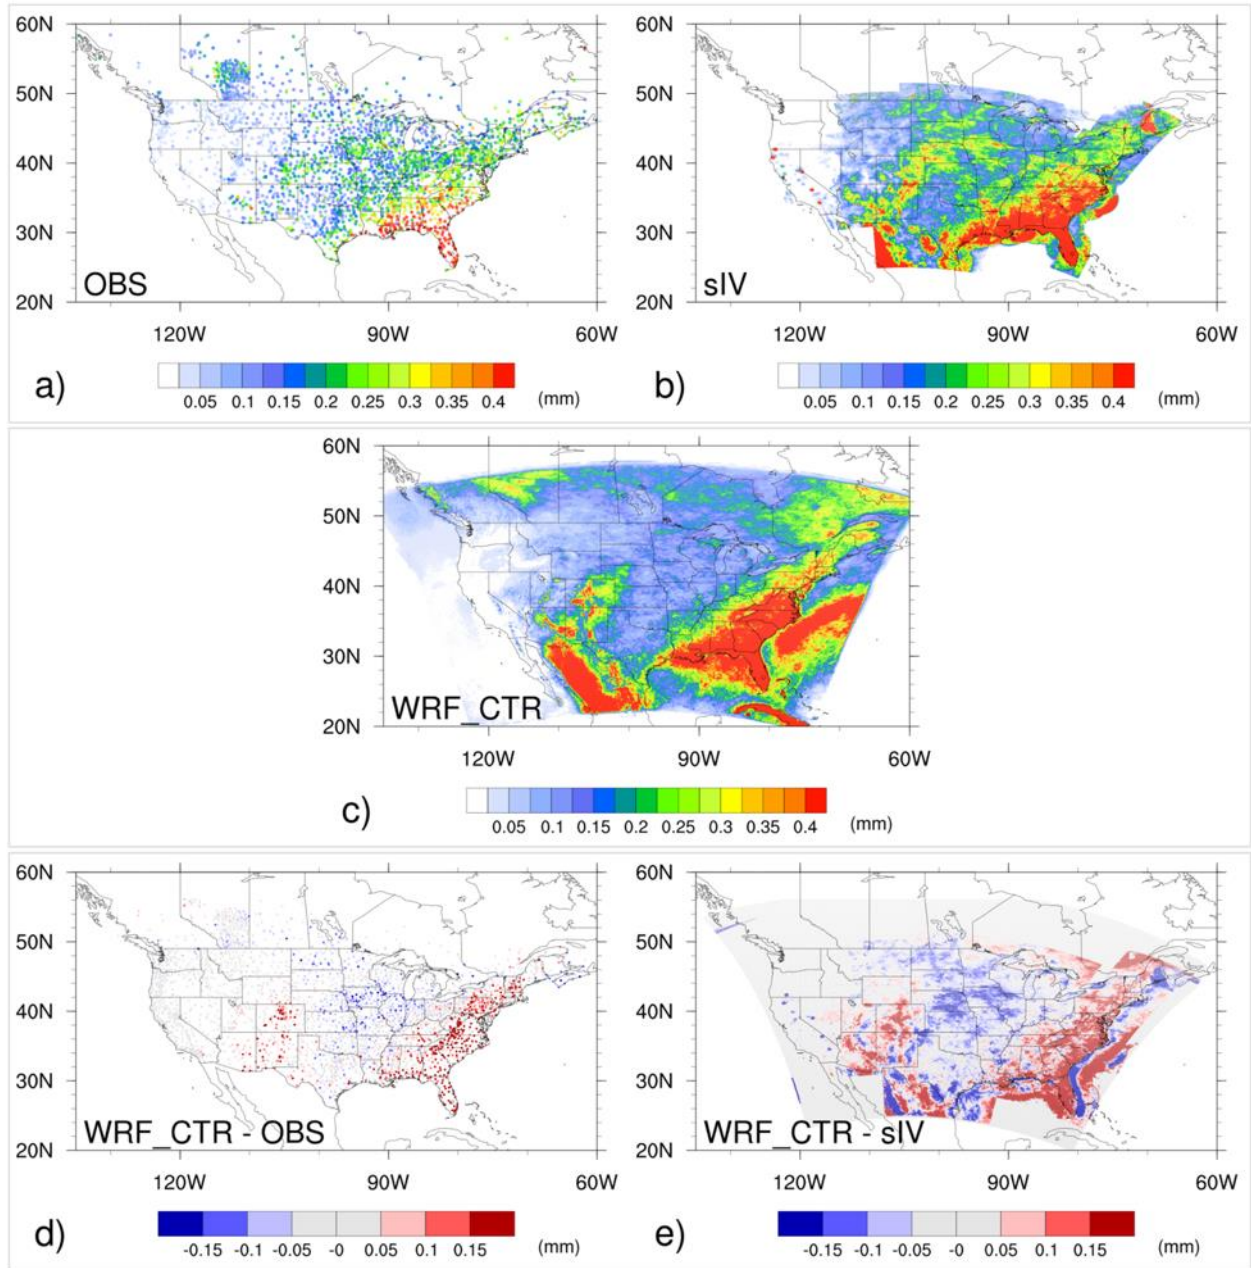 60N 60N
50N 50N
40N 40N
30N 30N
OBS sIV
20N 20N
120W 90W 60W 120W 90W 60W
a) b)
0.05 0.1 0.15 0.2 0.25 0.3 0.35 0.4 (mm) 0.05 0.1 0.15 0.2 0.25 0.3 0.35 0.4 (mm)
60N
50N
40N
30N
WRF_CTR
20N
120W 90W 60W
c)
0.05 0.1 0.15 0.2 0.25 0.3 0.35 0.4 (mm)
60N 60N
50N 50N
40N 40N
30N 30N
WRF_CTR - OBS WRF_CTR - sIV
20N 20N
120W 90W 60W 120W 90W 60W
d) e)
-0.15 -0.1 -0.05 -0 0.05 0.1 0.15 (mm) -0.15 -0.1 -0.05 -0 0.05 0.1 0.15 (mm)